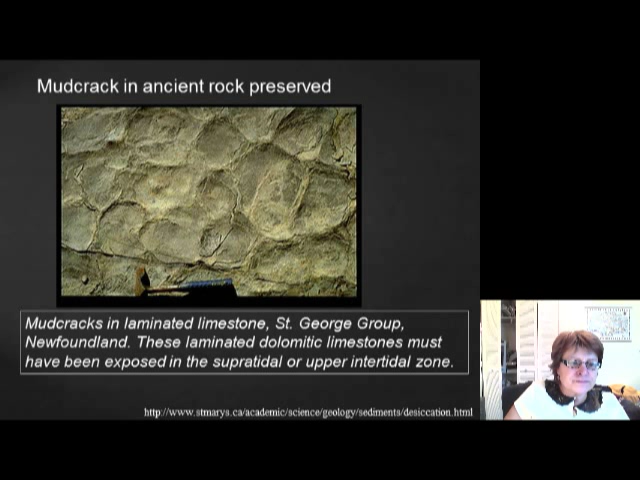 Mudcrack in ancient rock preserved
Mudcracks in laminated limestone, St. George Group,
Newfoundland. These laminated dolomitic limestones must
have been exposed in the supratidal or upper intertidal zone.
http://www.stmarys.ca/academic/science/geology/sediments/desiccation.html